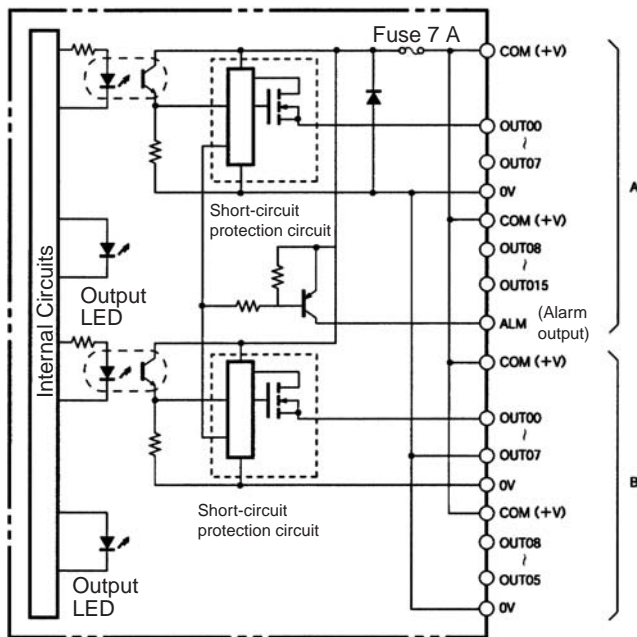 Fuse 7 A
COM (+V)
OUT00
~
OUT07
0V
COM (+V)
OUT08
~
OUT015
ALM
(Alarm
output)
A
Short-circuit
protection circuit
Internal Circuits
Output
LED
COM (+V)
OUT00
~
OUT07
0V
COM (+V)
OUT08
~
OUT05
0V
B
Short-circuit
protection circuit
Output
LED